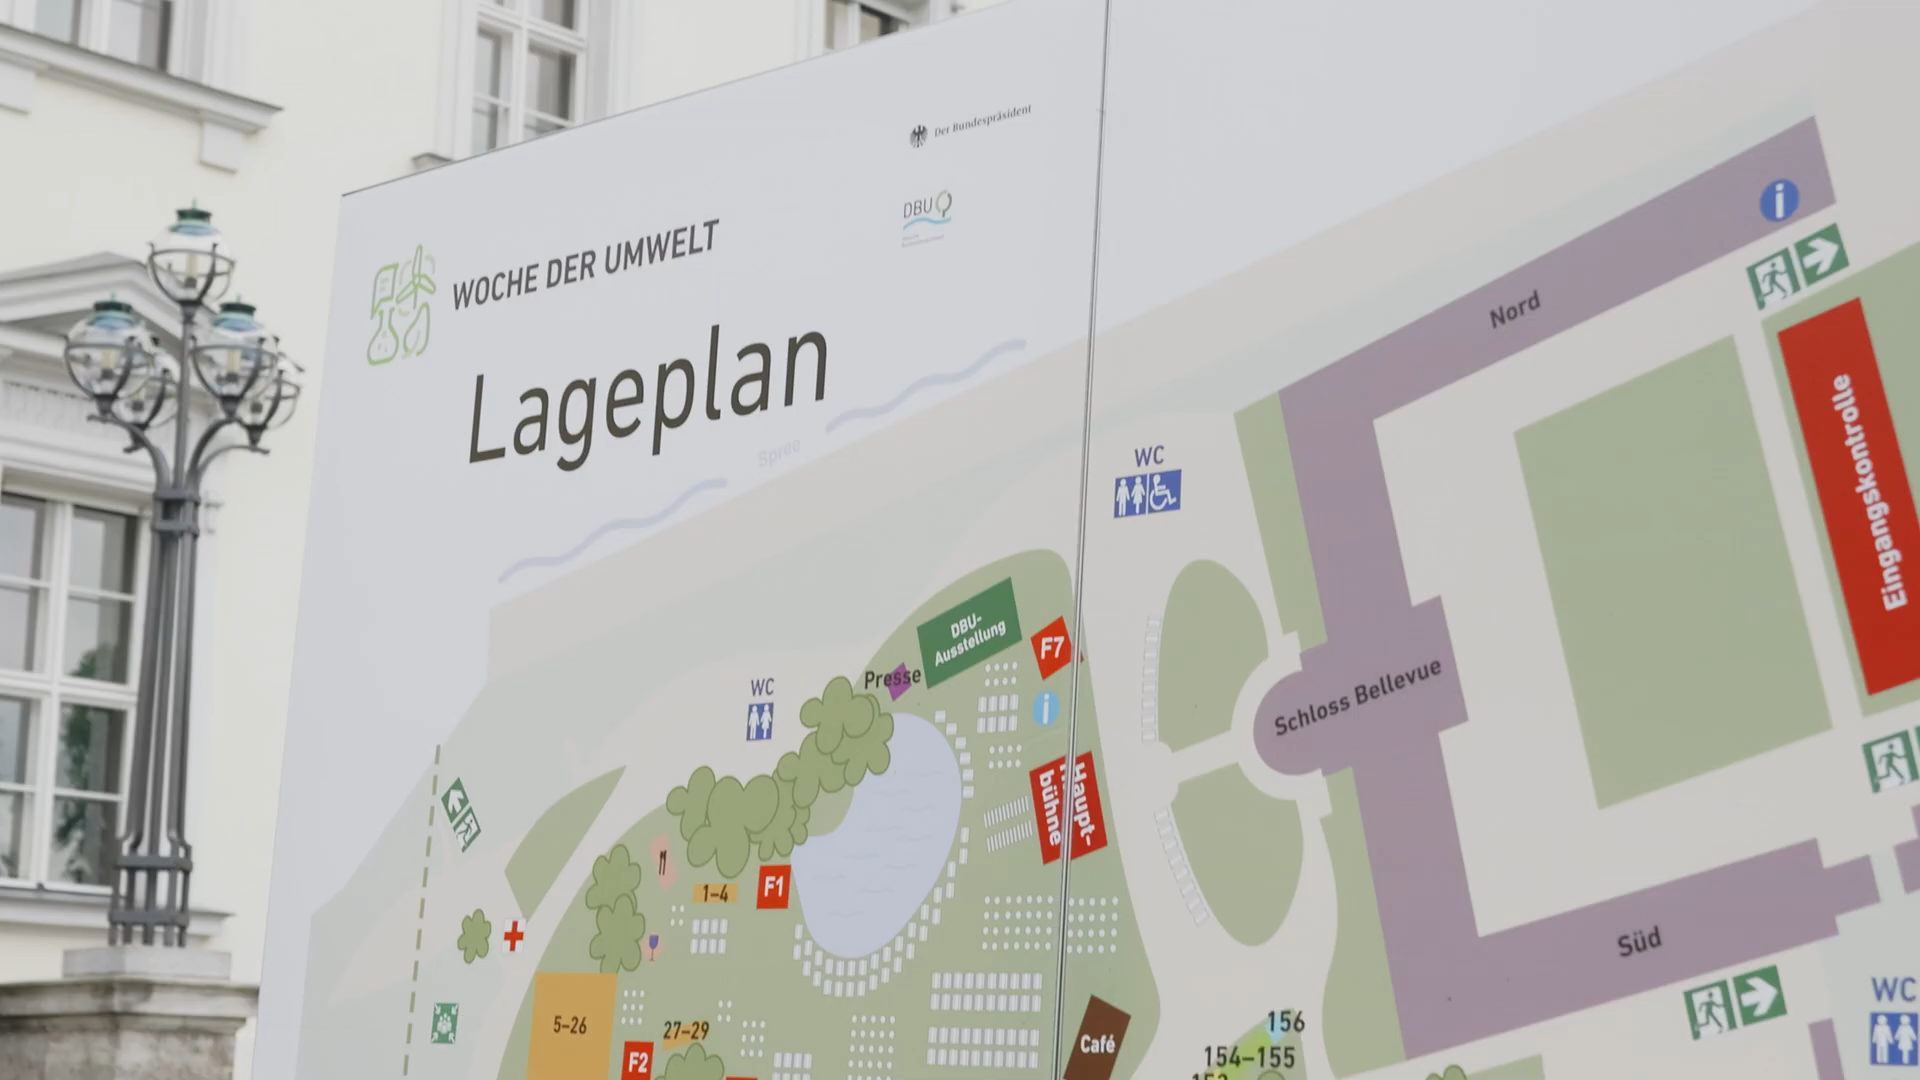 Der Bundespräsident
DBU
WOCHE DER UMWELT
Lageplan
Spree
Nord
i
WC
Eingangskontrolle
DBU-
Ausstellung
F7
Presse
WC
i
Schloss Bellevue
Haupt-
bühne
1–4
F1
Süd
5–26
27–29
F2
Café
156
154–155
WC